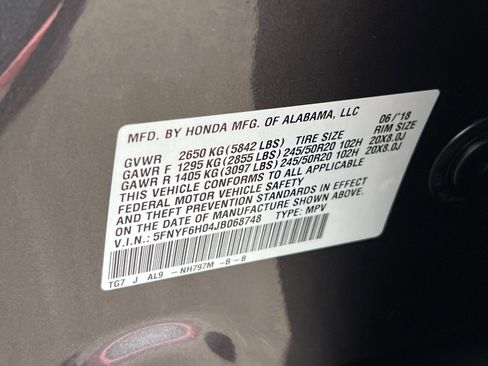 MFD. BY HONDA MFG. OF ALABAMA, LLC 06/'18
GVWR 2650 KG (5842 LBS) TIRE SIZE RIM SIZE
GAWR F 1295 KG (2855 LBS) 245/50R20 102H 20X8.0J
GAWR R 1405 KG (3097 LBS) 245/50R20 102H 20X8.0J
THIS VEHICLE CONFORMS TO ALL APPLICABLE
FEDERAL MOTOR VEHICLE SAFETY
AND THEFT PREVENTION STANDARDS IN EFFECT
ON THE DATE OF MANUFACTURE SHOWN ABOVE.
V.I.N.: 5FNYF6H04JB068748 TYPE: MPV
TG7 J AL9 -NH797M -B-B